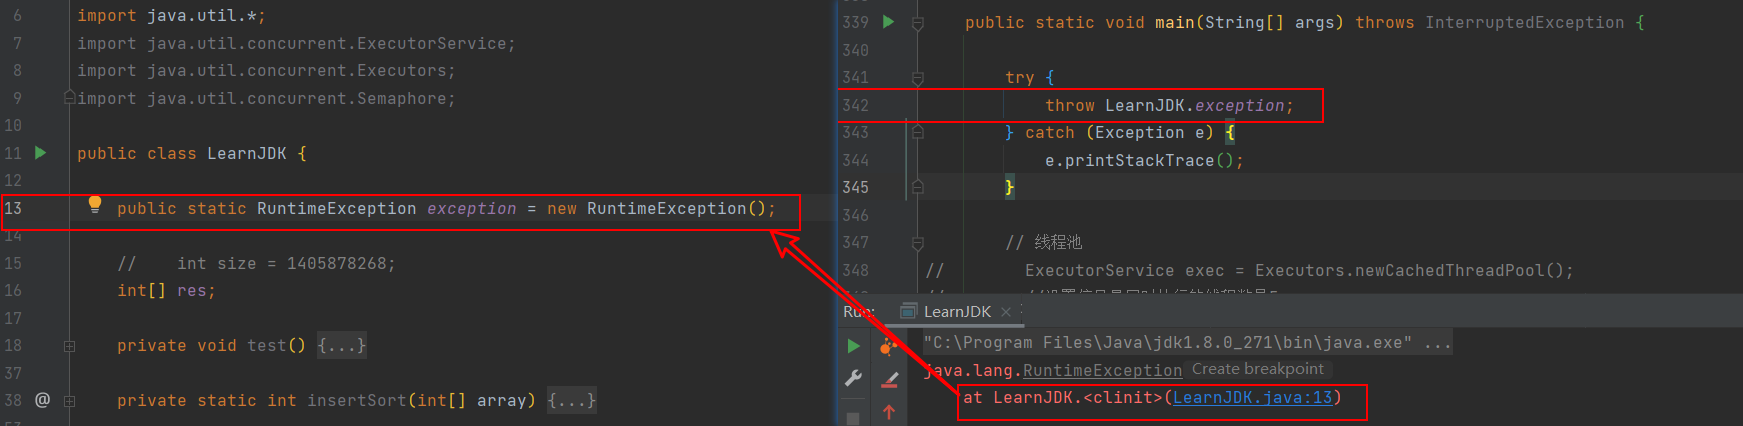 6 import java.util.*;
7 import java.util.concurrent.ExecutorService;
8 import java.util.concurrent.Executors;
9 import java.util.concurrent.Semaphore;
10
11 public class LearnJDK {
12
13 public static RuntimeException exception = new RuntimeException();
14
15 // int size = 1405878268;
16 int[] res;
17
18 private void test() {...}
37
38 @ private static int insertSort(int[] array) {...}
339 public static void main(String[] args) throws InterruptedException {
340
341 try {
342 throw LearnJDK.exception;
343 } catch (Exception e) {
344 e.printStackTrace();
345 }
346
347 // 线程池
348 // ExecutorService exec = Executors.newCachedThreadPool();
Run: LearnJDK ×
"C:\Program Files\Java\jdk1.8.0_271\bin\java.exe" ...
java.lang.RuntimeException Create breakpoint
at LearnJDK.<clinit>(LearnJDK.java:13)